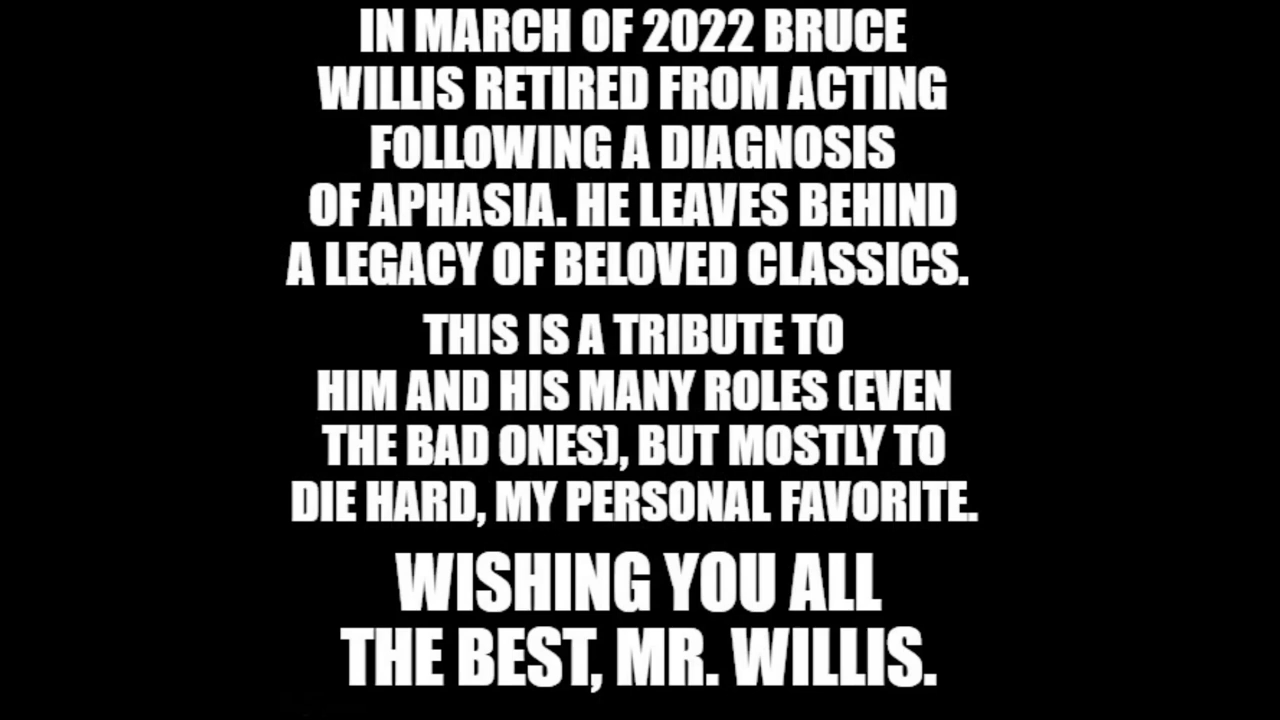 IN MARCH OF 2022 BRUCE
WILLIS RETIRED FROM ACTING
FOLLOWING A DIAGNOSIS
OF APHASIA. HE LEAVES BEHIND
A LEGACY OF BELOVED CLASSICS.
THIS IS A TRIBUTE TO
HIM AND HIS MANY ROLES (EVEN
THE BAD ONES), BUT MOSTLY TO
DIE HARD, MY PERSONAL FAVORITE.
WISHING YOU ALL
THE BEST, MR. WILLIS.